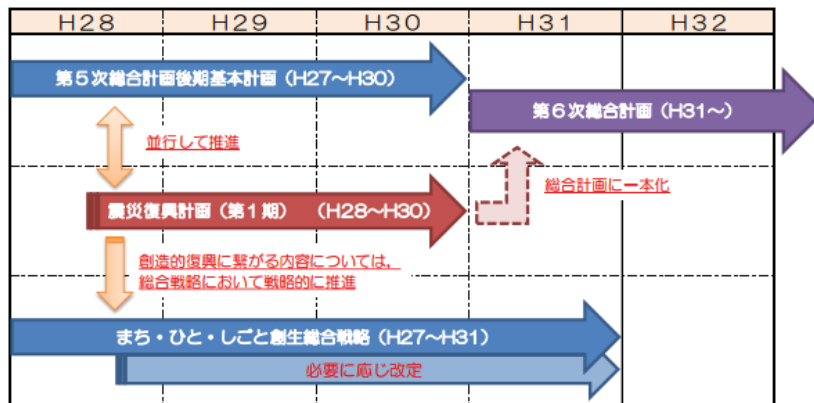 H28 H29 H30 H31 H32
第5次総合計画後期基本計画（H27～H30）
第6次総合計画（H31～）
並行して推進
総合計画に一本化
震災復興計画（第1期）　（H28～H30）
創造的復興に繋がる内容については，
総合戦略において戦略的に推進
まち・ひと・しごと創生総合戦略（H27～H31）
必要に応じ改定